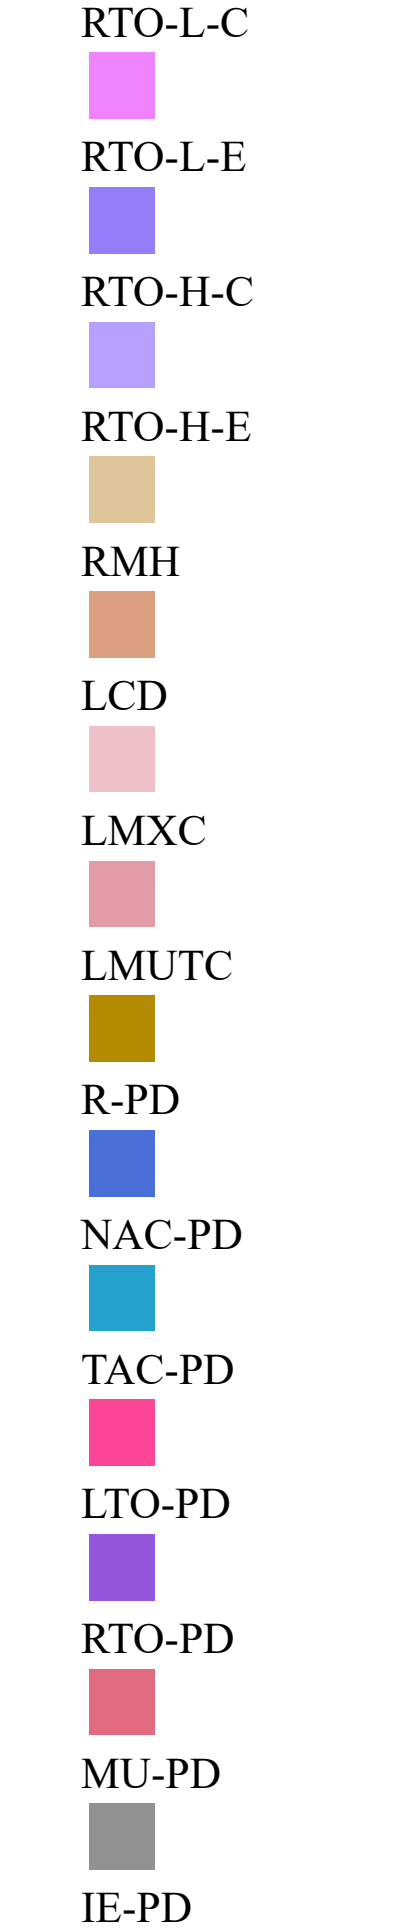 RTO-L-C
RTO-L-E
RTO-H-C
RTO-H-E
RMH
LCD
LMXC
LMUTC
R-PD
NAC-PD
TAC-PD
LTO-PD
RTO-PD
MU-PD
IE-PD